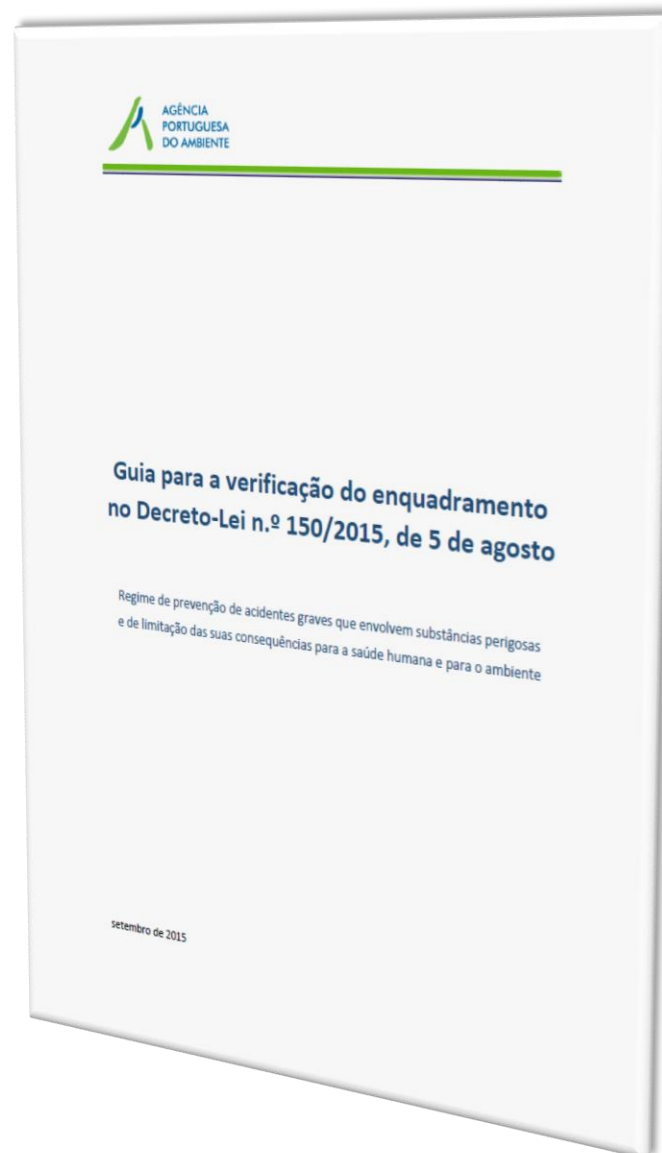 AGÊNCIA
PORTUGUESA
DO AMBIENTE
Guia para a verificação do enquadramento
no Decreto-Lei n.º 150/2015, de 5 de agosto
Regime de prevenção de acidentes graves que envolvem substâncias perigosas
e de limitação das suas consequências para a saúde humana e para o ambiente
setembro de 2015